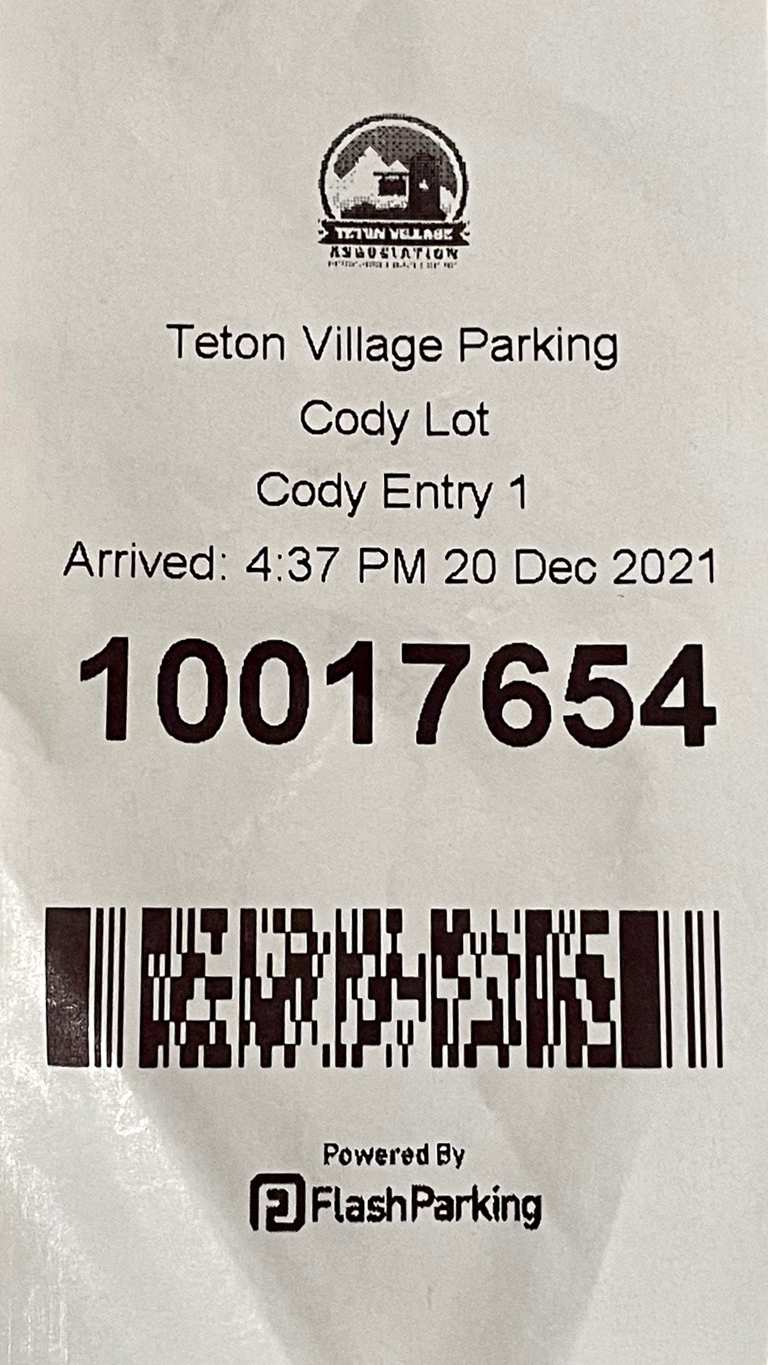 TETON VILLAGE
ASSOCIATION
Teton Village Parking
Cody Lot
Cody Entry 1
Arrived: 4:37 PM 20 Dec 2021
10017654
Powered By
FlashParking